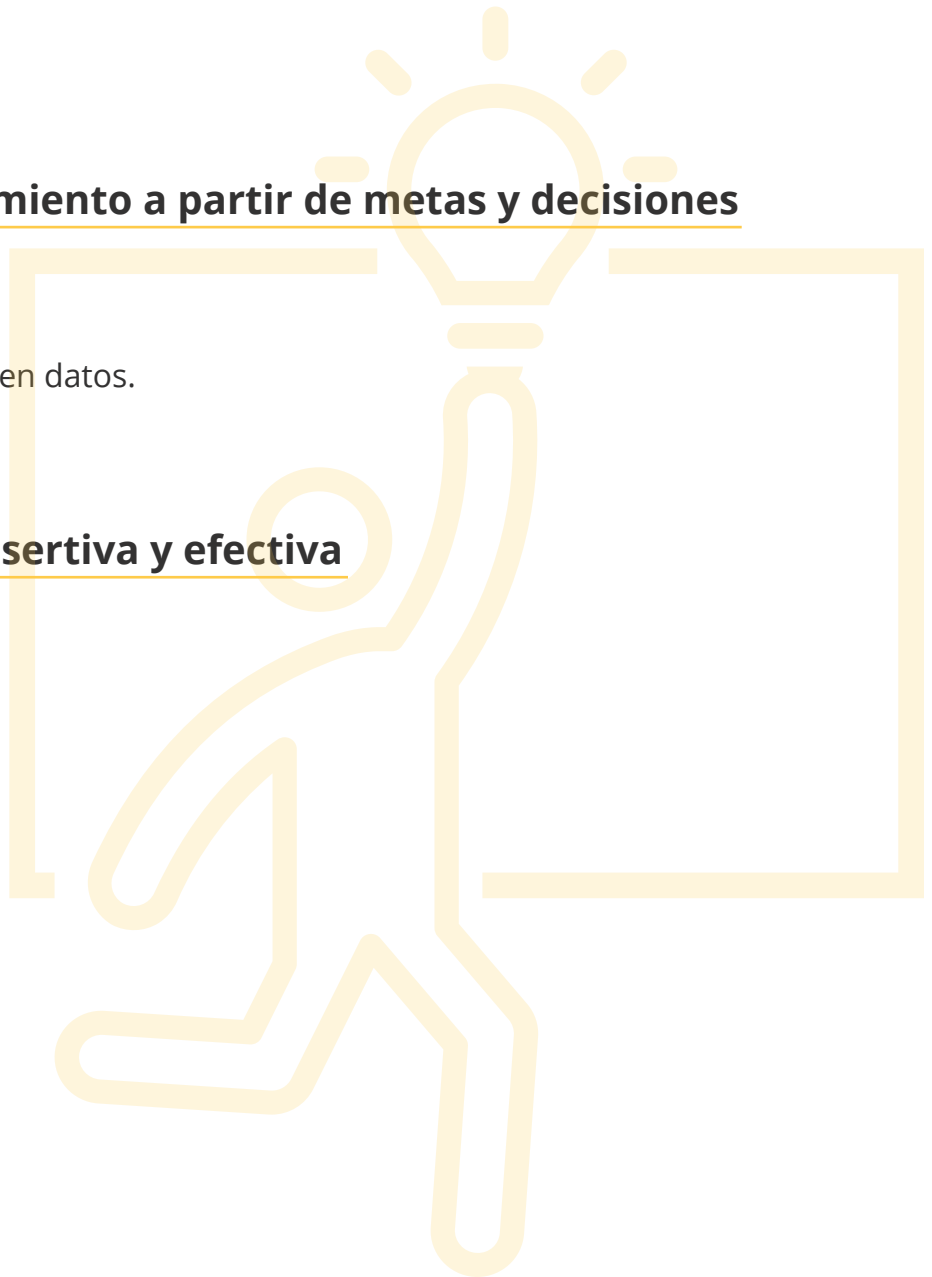 miento a partir de metas y decisiones
en datos.
sertiva y efectiva